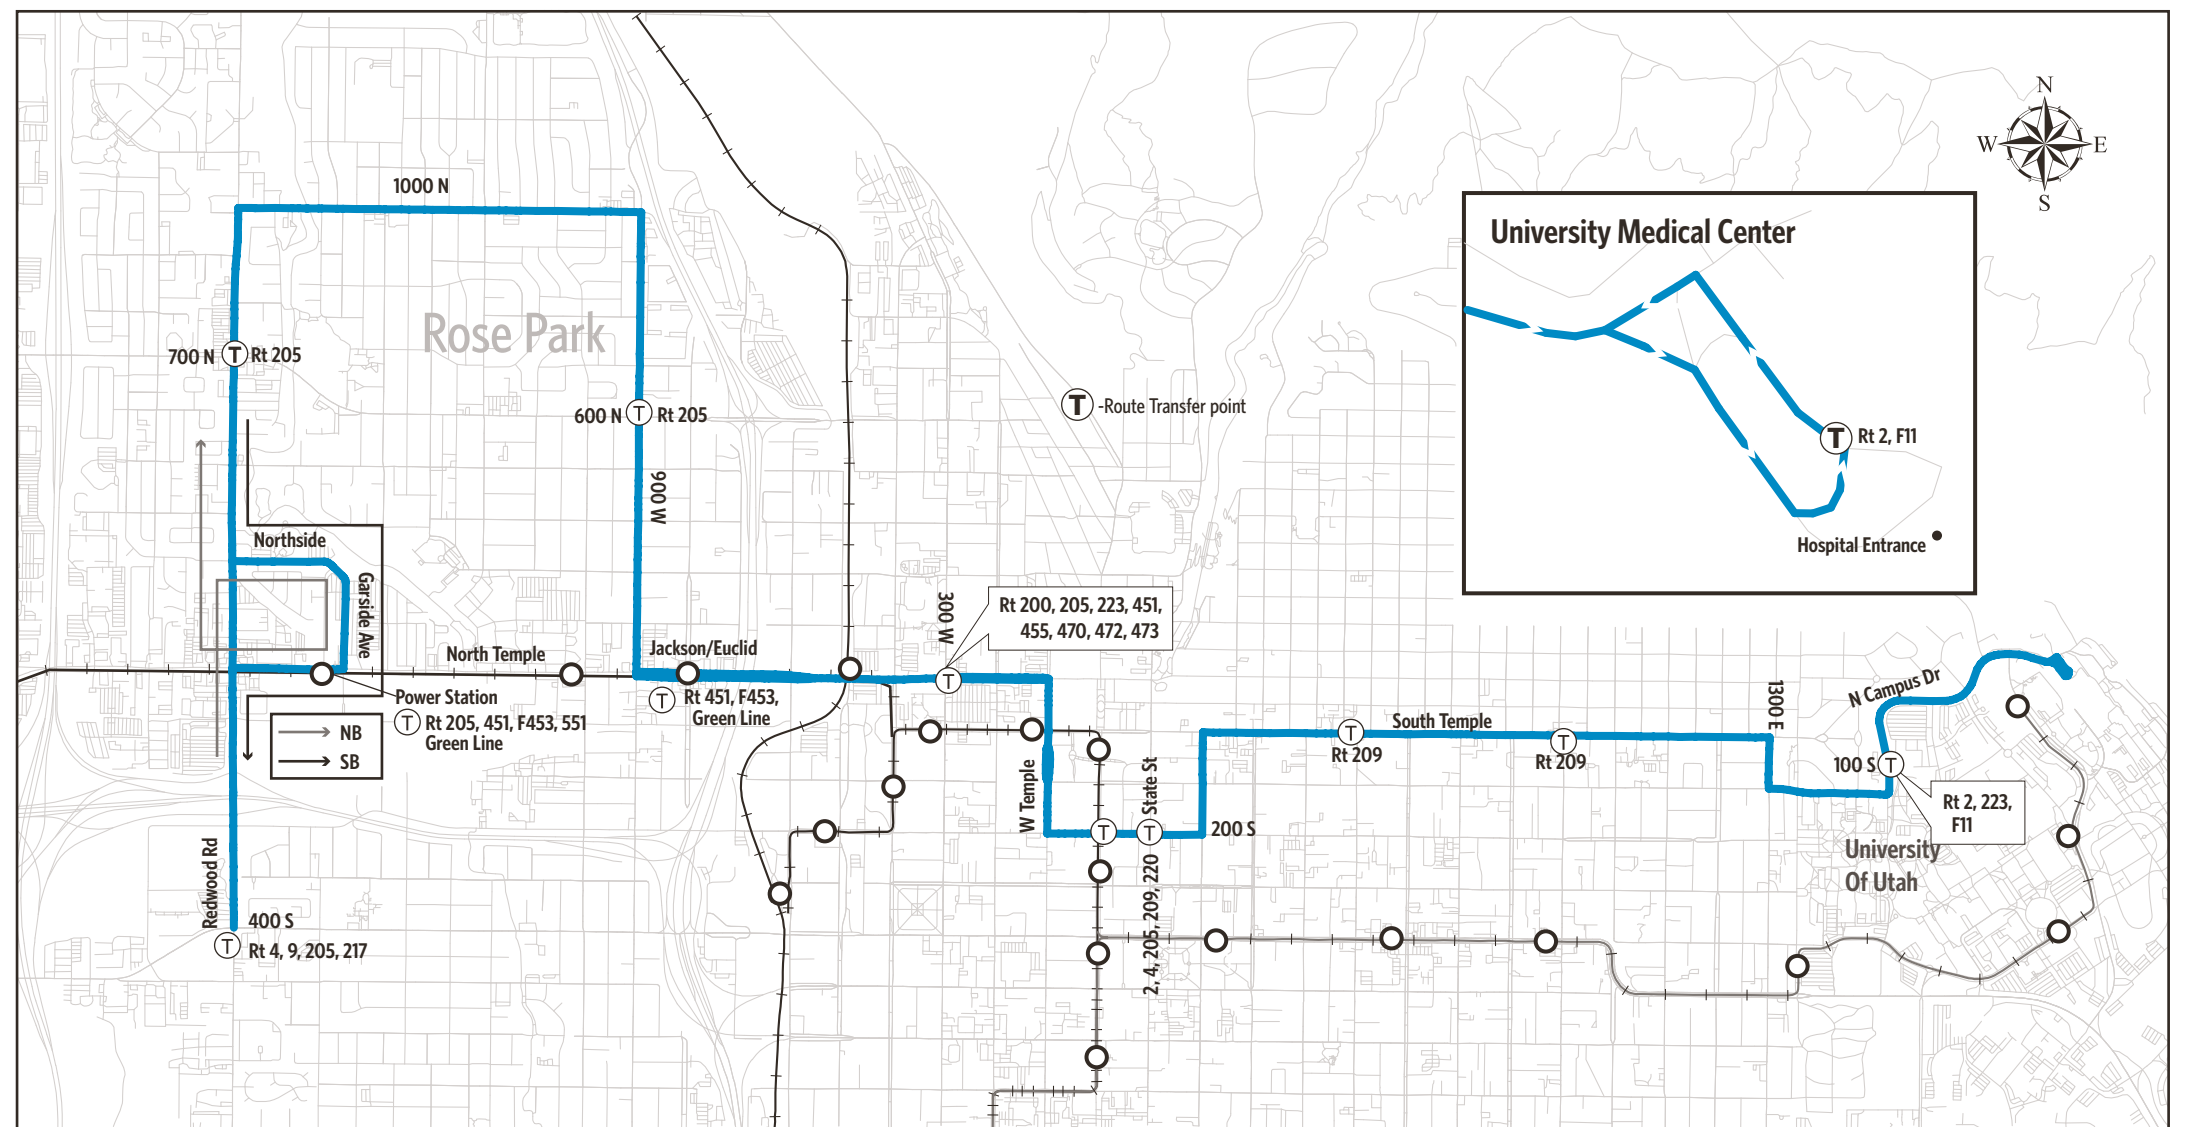 N
W
E
S
1000 N
University Medical Center
Rose Park
700 N
T
Rt 205
600 N
T
Rt 205
T
-Route Transfer point
T
Rt 2, F11
900 W
Northside
Hospital Entrance
Garside Ave
300 W
Rt 200, 205, 223, 451,
455, 470, 472, 473
North Temple
Jackson/Euclid
Power Station
T
Rt 205, 451, F453, 551
Green Line
T
Rt 451, F453,
Green Line
T
NB
SB
W Temple
State St
T
T
200 S
T
Rt 209
South Temple
T
Rt 209
1300 E
N Campus Dr
100 S
T
Rt 2, 223,
F11
University
Of Utah
2, 4, 205, 209, 220
Redwood Rd
400 S
T
Rt 4, 9, 205, 217